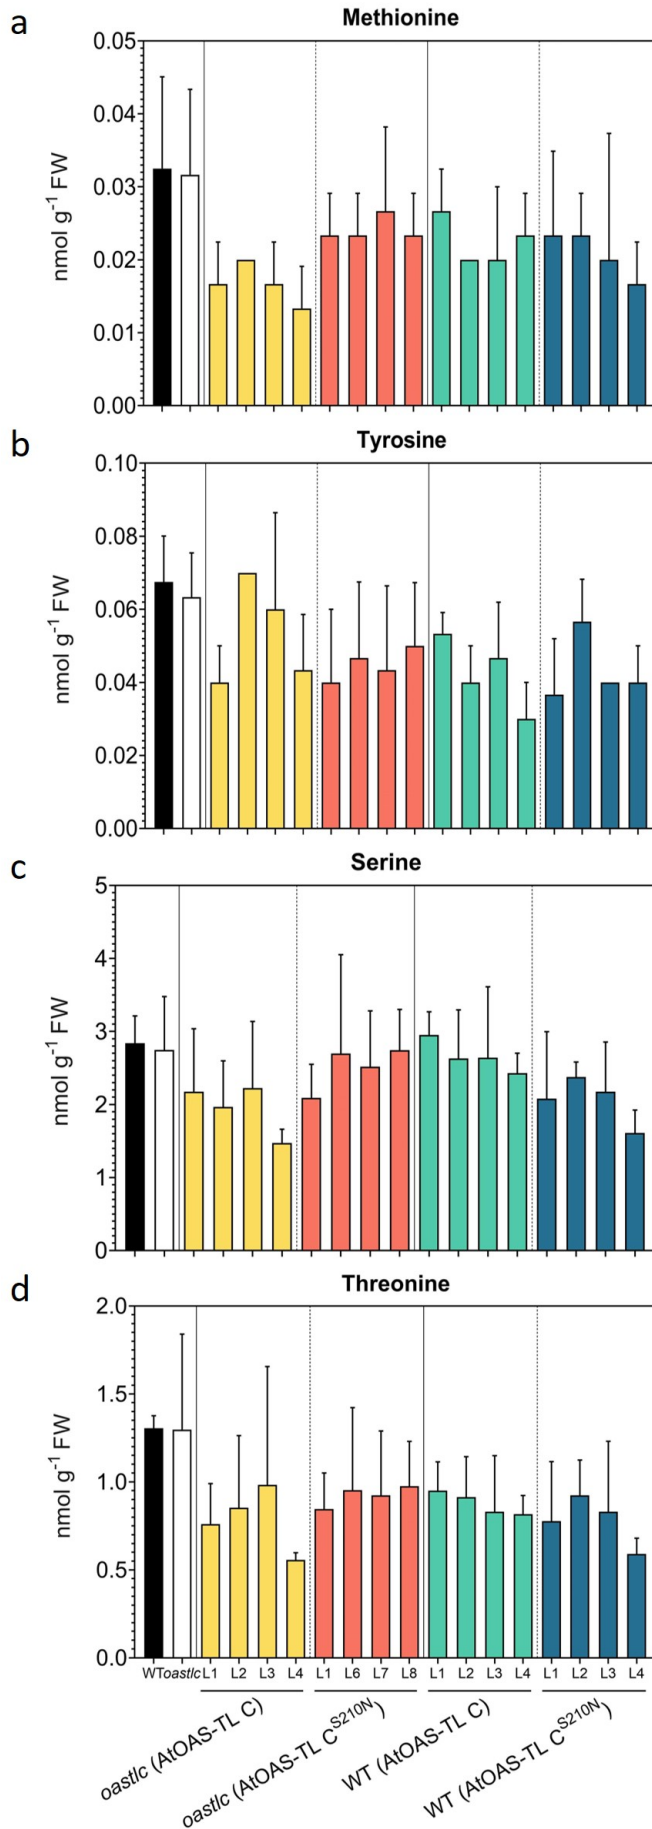 a
Methionine
0.05
0.04
0.03
0.02
0.01
0.00
nmol g⁻¹ FW
b
Tyrosine
0.10
0.08
0.06
0.04
0.02
0.00
nmol g⁻¹ FW
c
Serine
5
4
3
2
1
0
nmol g⁻¹ FW
d
Threonine
2.0
1.5
1.0
0.5
0.0
nmol g⁻¹ FW
WT oastlc L1 L2 L3 L4 L1 L6 L7 L8 L1 L2 L3 L4 L1 L2 L3 L4
oastlc (AtOAS-TL C)
oastlc (AtOAS-TL C^S210N)
WT (AtOAS-TL C)
WT (AtOAS-TL C^S210N)